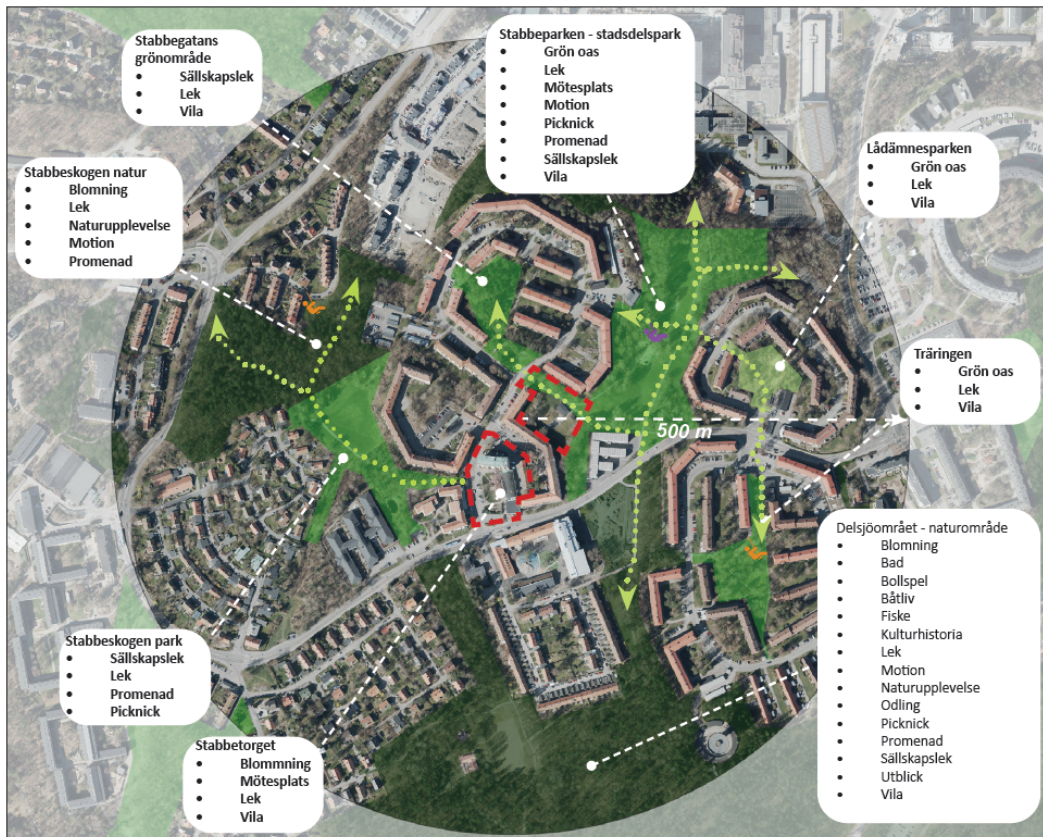 Stabbegatans
grönområde
• Sällskapslek
• Lek
• Vila
Stabbeparken - stadsdelspark
• Grön oas
• Lek
• Mötesplats
• Motion
• Picknick
• Promenad
• Sällskapslek
• Vila
Lådämnesparken
• Grön oas
• Lek
• Vila
Stabbeskogen natur
• Blomning
• Lek
• Naturupplevelse
• Motion
• Promenad
Träringen
• Grön oas
• Lek
• Vila
500 m
Delsjöområdet - naturområde
• Blomning
• Bad
• Bollspel
• Båtliv
• Fiske
• Kulturhistoria
• Lek
• Motion
• Naturupplevelse
• Odling
• Picknick
• Promenad
• Sällskapslek
• Utblick
• Vila
Stabbeskogen park
• Sällskapslek
• Lek
• Promenad
• Picknick
Stabbetorget
• Blommning
• Mötesplats
• Lek
• Vila